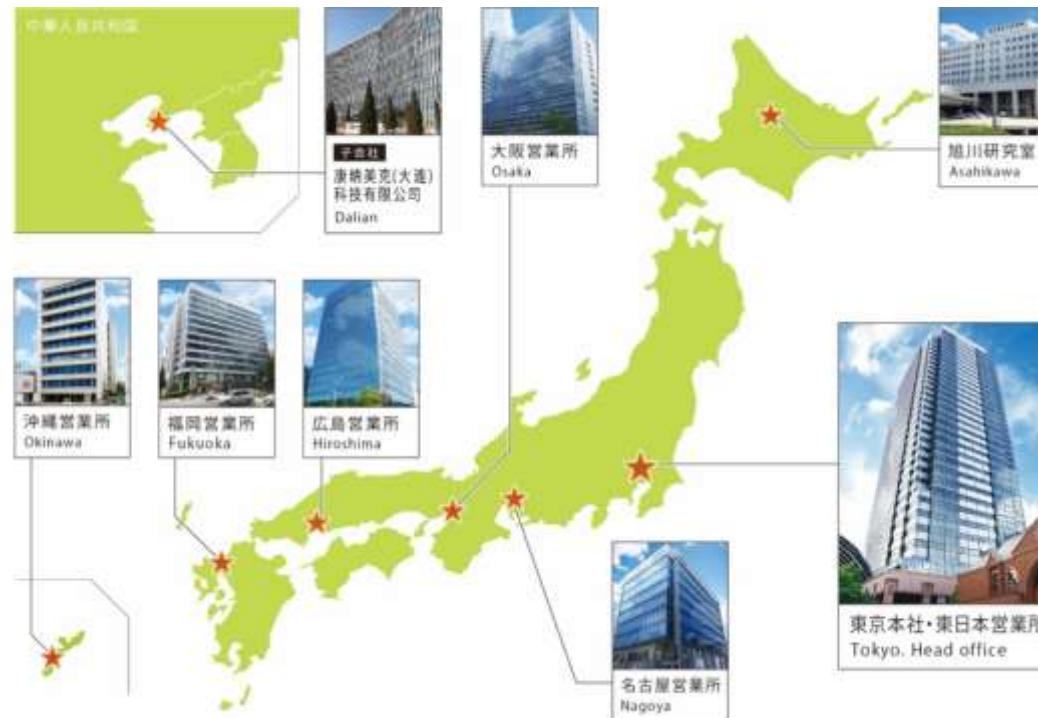 中華人民共和国
子会社
康納美克(大連)
科技有限公司
Dalian
大阪営業所
Osaka
旭川研究室
Asahikawa
沖縄営業所
Okinawa
福岡営業所
Fukuoka
広島営業所
Hiroshima
東京本社・東日本営業所
Tokyo. Head office
名古屋営業所
Nagoya